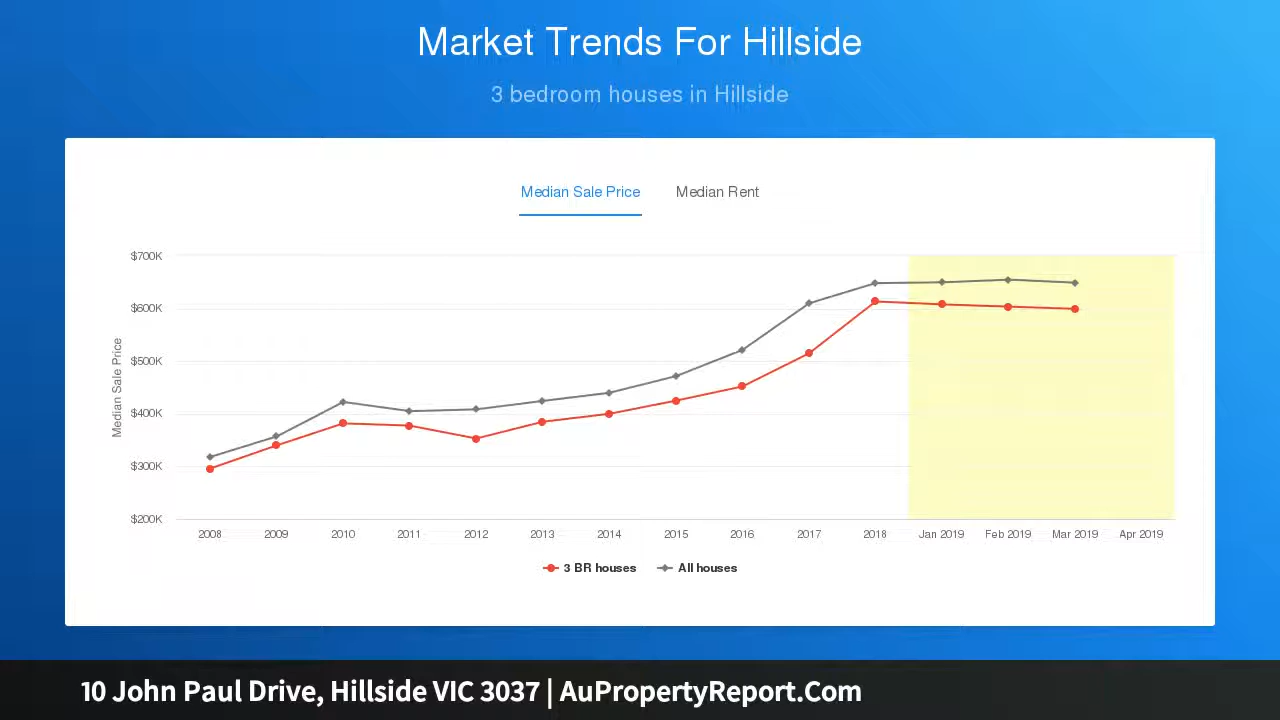 Market Trends For Hillside
3 bedroom houses in Hillside
Median Sale Price Median Rent
Median Sale Price
$700K
$600K
$500K
$400K
$300K
$200K
2008 2009 2010 2011 2012 2013 2014 2015 2016 2017 2018 Jan 2019 Feb 2019 Mar 2019 Apr 2019
3 BR houses All houses
10 John Paul Drive, Hillside VIC 3037 | AuPropertyReport.Com